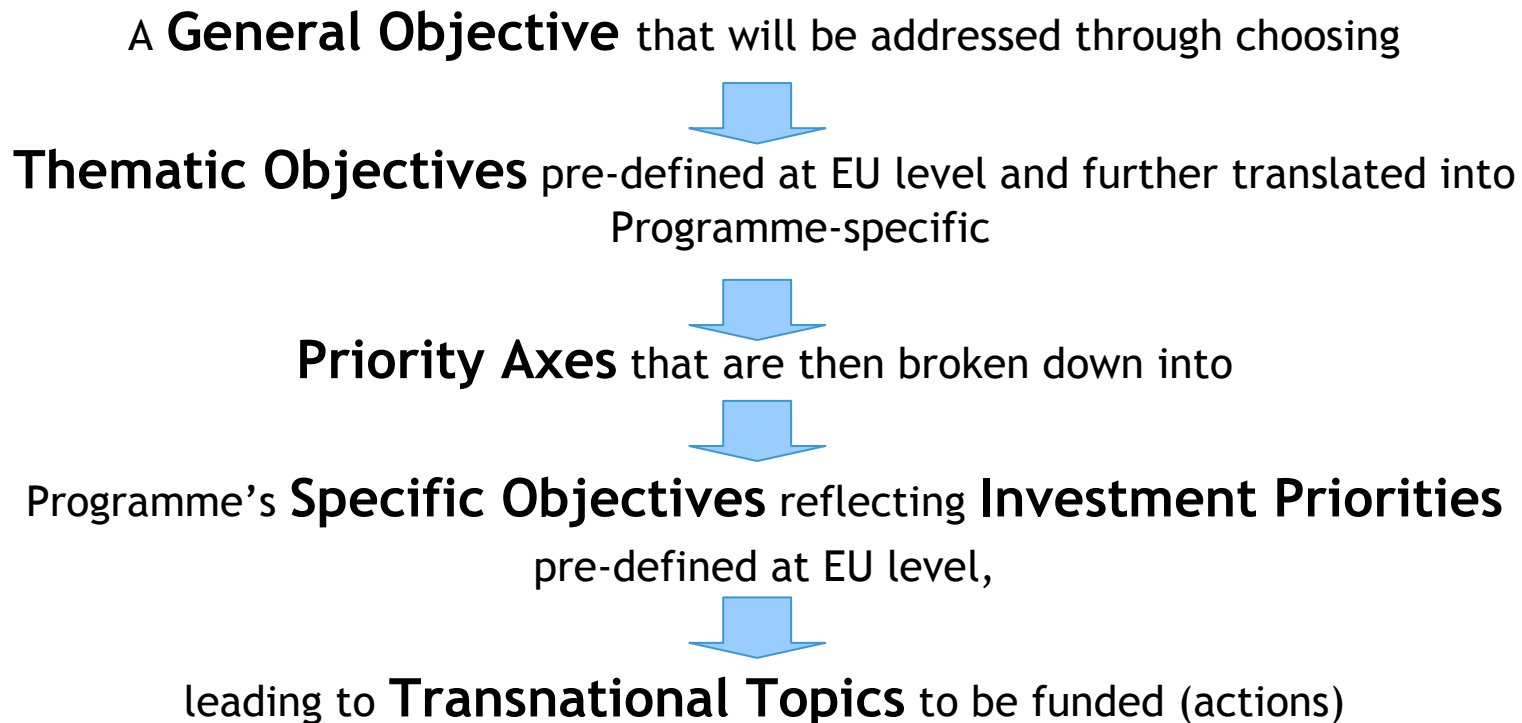 A General Objective that will be addressed through choosing
Thematic Objectives pre-defined at EU level and further translated into
Programme-specific
Priority Axes that are then broken down into
Programme’s Specific Objectives reflecting Investment Priorities
pre-defined at EU level,
leading to Transnational Topics to be funded (actions)